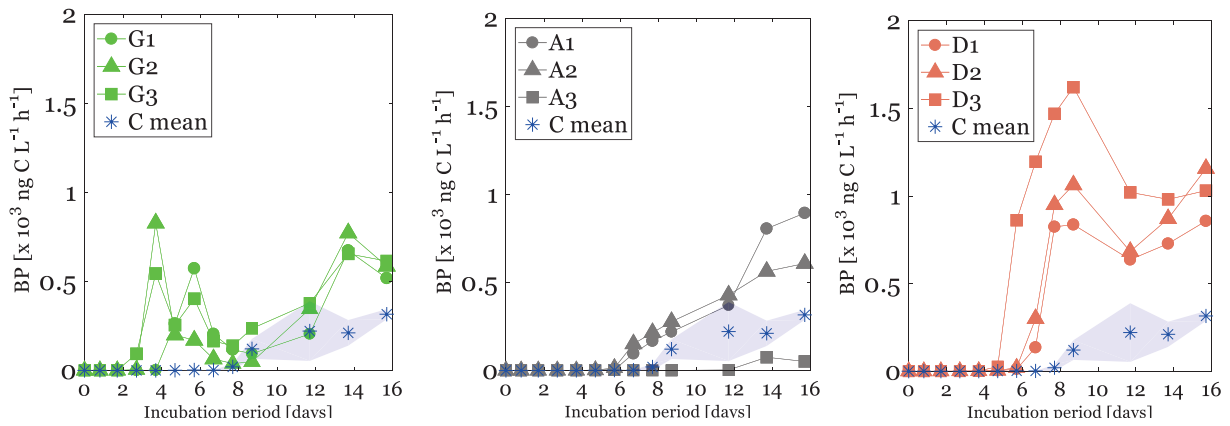 2
1.5
1
0.5
0
BP [x 10³ ng C L⁻¹ h⁻¹]
G1
G2
G3
C mean
0 2 4 6 8 10 12 14 16
Incubation period [days]
2
1.5
1
0.5
0
BP [x 10³ ng C L⁻¹ h⁻¹]
A1
A2
A3
C mean
0 2 4 6 8 10 12 14 16
Incubation period [days]
2
1.5
1
0.5
0
BP [x 10³ ng C L⁻¹ h⁻¹]
D1
D2
D3
C mean
0 2 4 6 8 10 12 14 16
Incubation period [days]